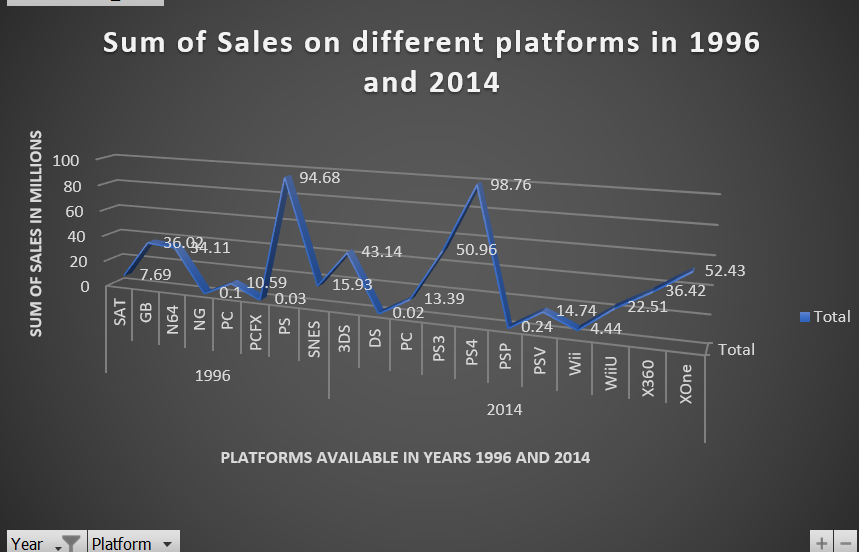 Sum of Sales on different platforms in 1996
and 2014
SUM OF SALES IN MILLIONS
100
80
60
40
20
0
7.69
36.02
34.11
0.1
10.59
0.03
94.68
15.93
43.14
0.02
13.39
50.96
98.76
0.24
14.74
4.44
22.51
36.42
52.43
SAT
GB
N64
NG
PC
PCFX
PS
SNES
3DS
DS
PC
PS3
PS4
PSP
PSV
Wii
WiiU
X360
XOne
Total
1996
2014
Total
PLATFORMS AVAILABLE IN YEARS 1996 AND 2014
Year
Platform